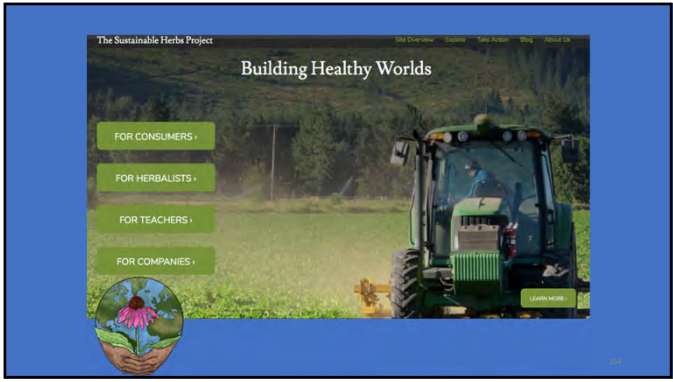 The Sustainable Herbs Project
Site Overview Explore Take Action Blog About Us
Building Healthy Worlds
FOR CONSUMERS ›
FOR HERBALISTS ›
FOR TEACHERS ›
FOR COMPANIES ›
LEARN MORE ›
154